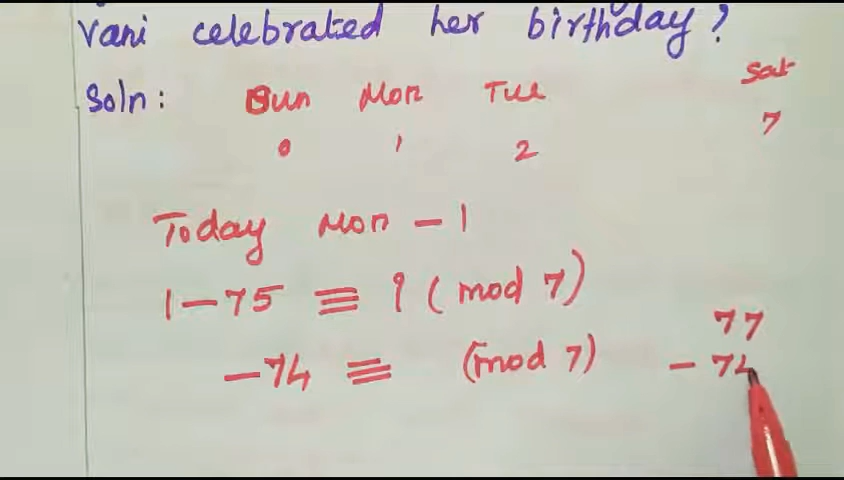 vani celebrated her birthday?
Soln: Sun Mon Tue Sat
0 1 2 7
Today Mon - 1
1 - 75 ≡ ? (mod 7)
77
- 74 ≡ (mod 7) - 74